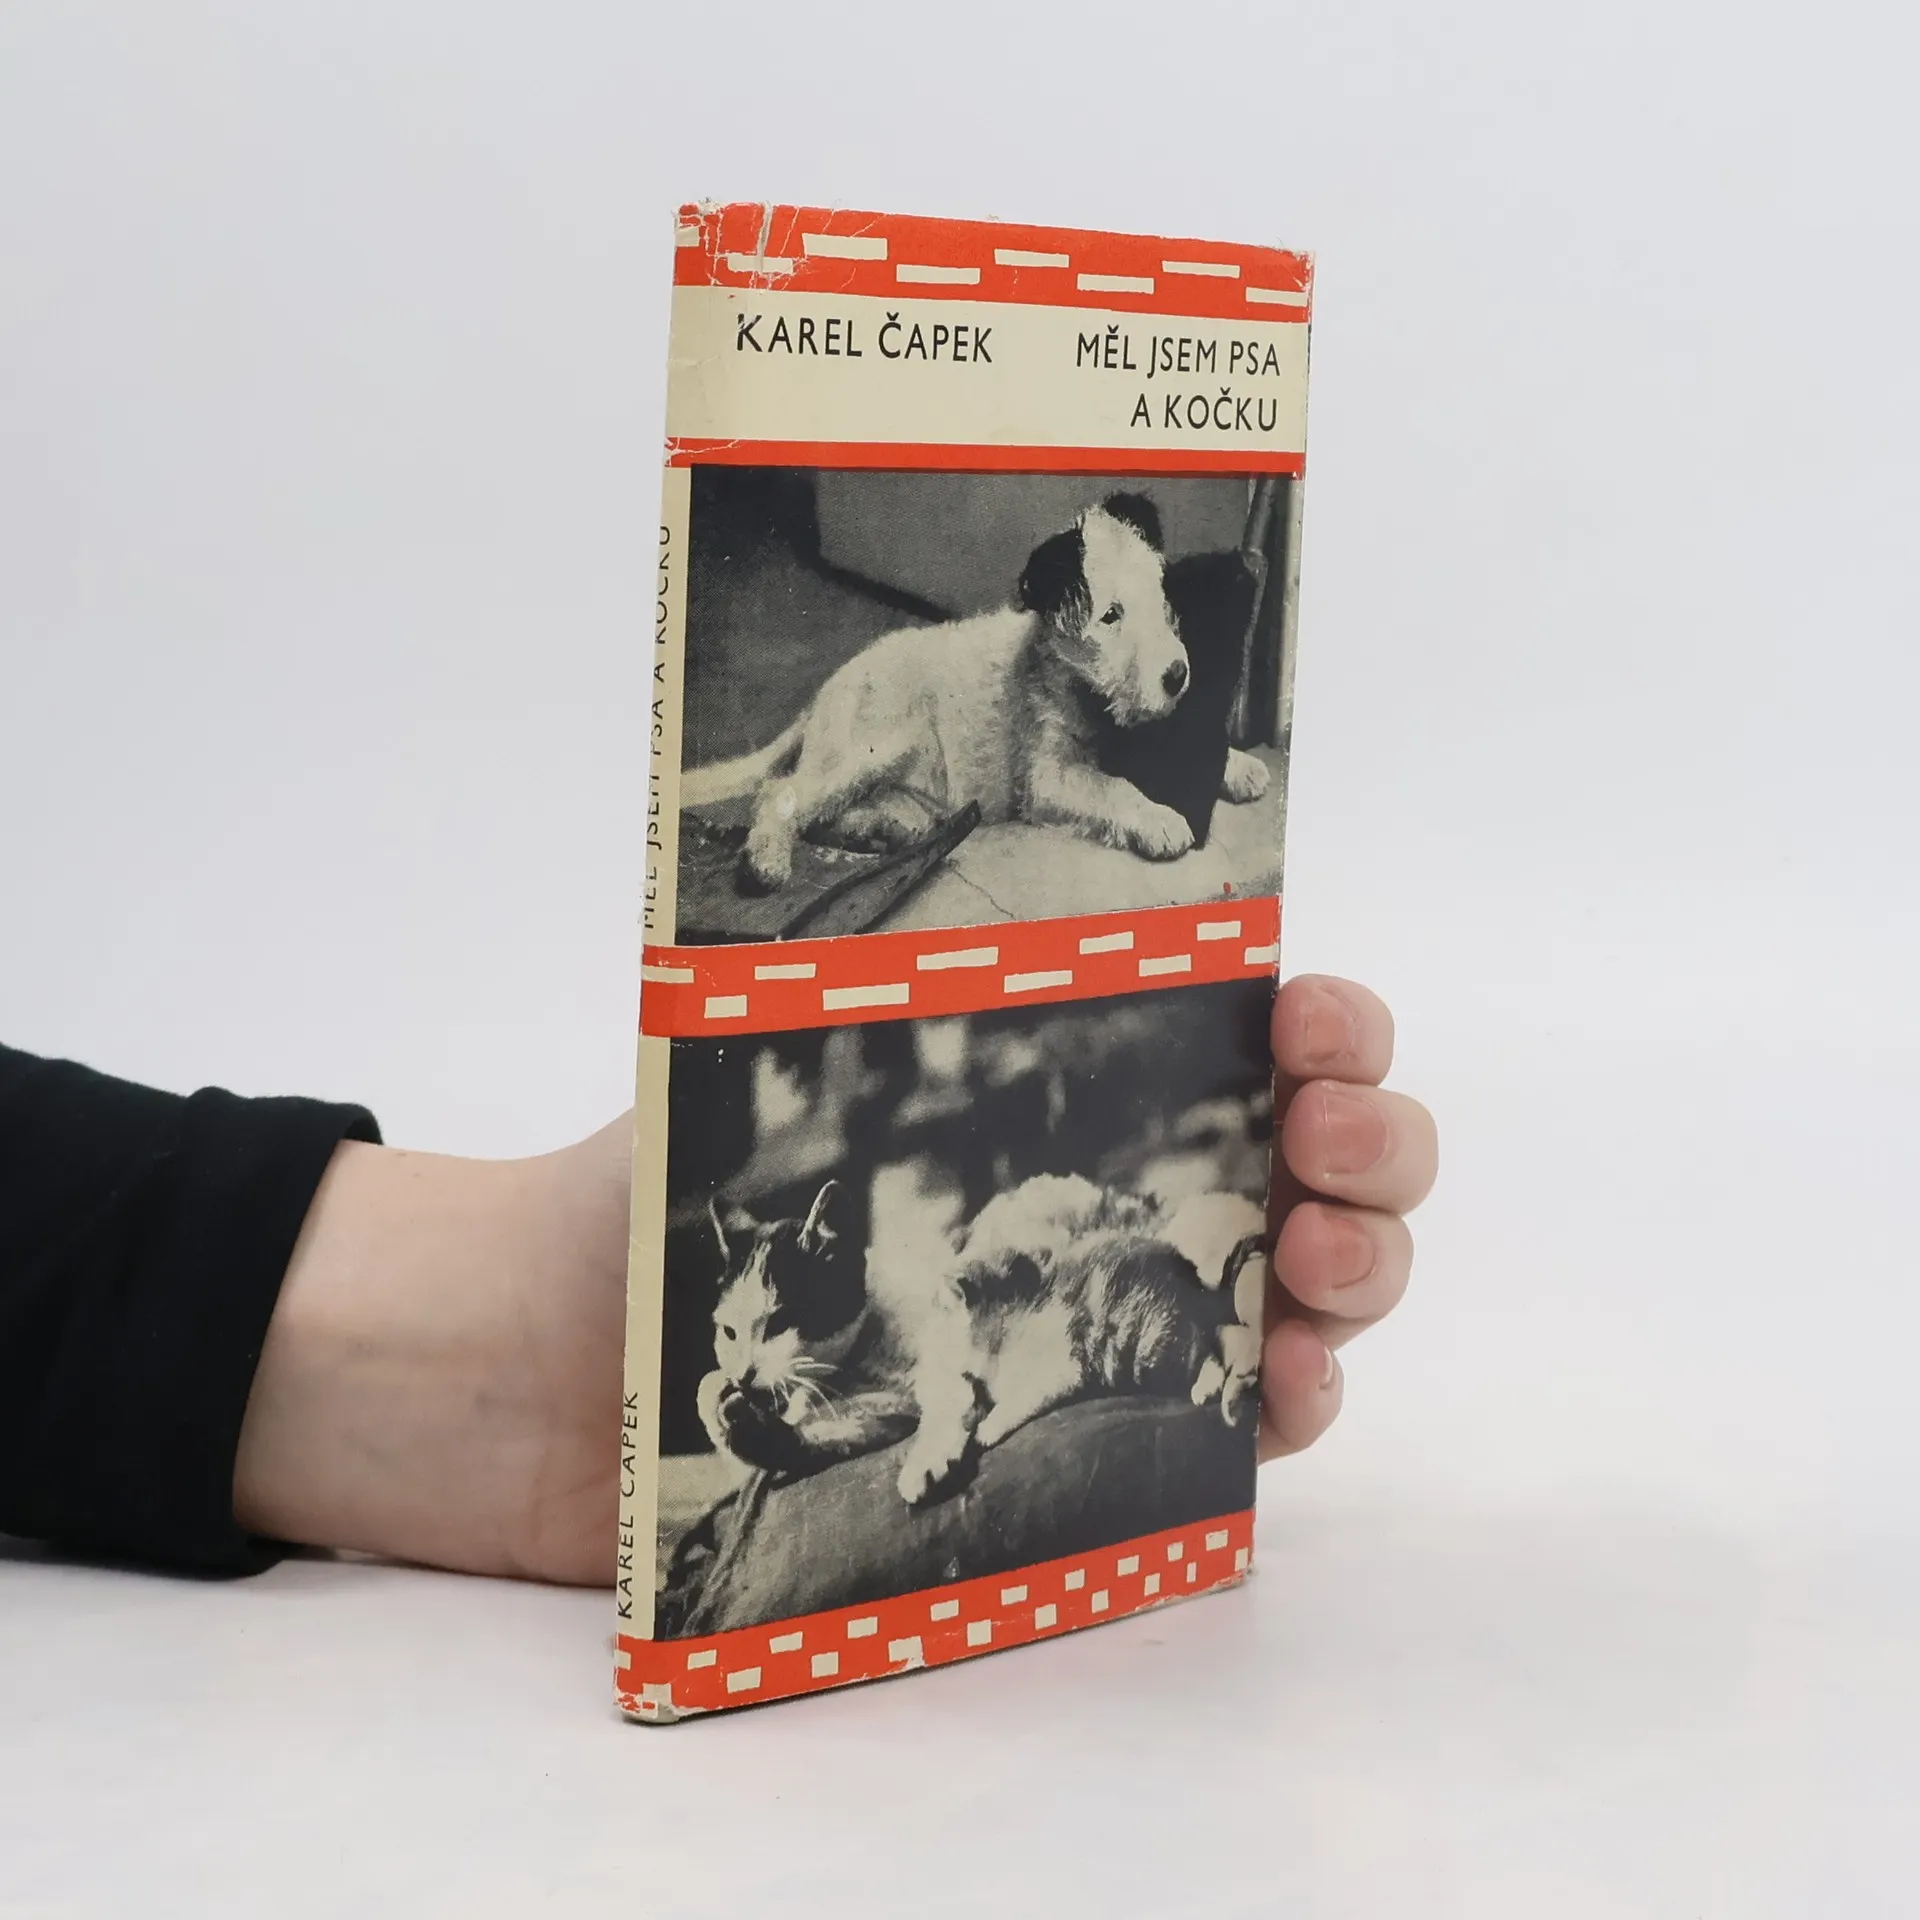 KAREL ČAPEK
MĚL JSEM PSA
A KOČKU
MĚL JSEM PSA A KOČKU
KAREL ČAPEK